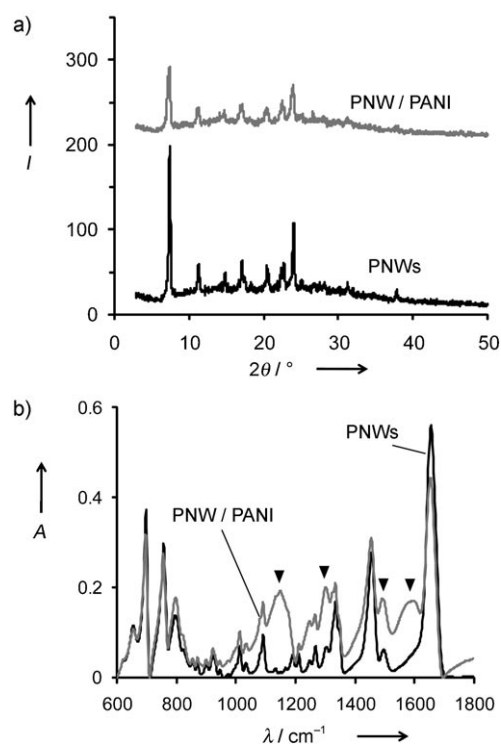 a)
300
200
100
0
I
PNW / PANI
PNWs
0 10 20 30 40 50
2θ / °
b)
0.6
0.4
0.2
0
A
PNWs
PNW / PANI
600 800 1000 1200 1400 1600 1800
λ / cm⁻¹